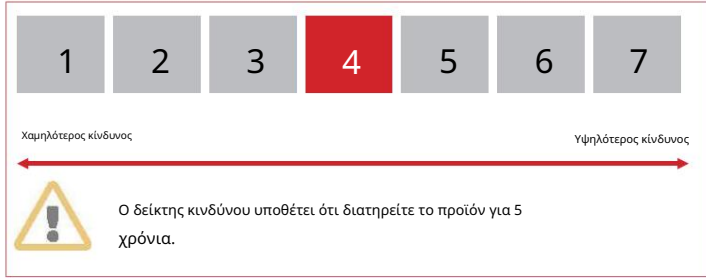 1 2 3 4 5 6 7
Χαμηλότερος κίνδυνος Υψηλότερος κίνδυνος
Ο δείκτης κινδύνου υποθέτει ότι διατηρείτε το προϊόν για 5
χρόνια.